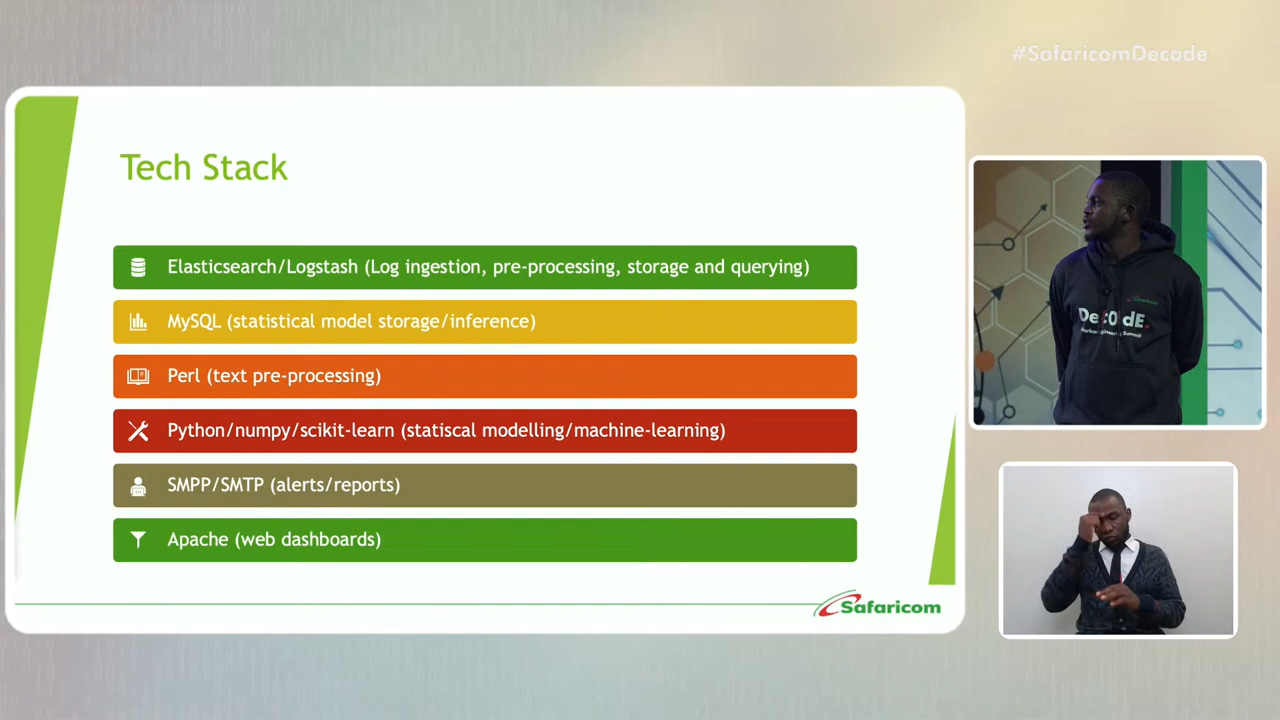 #SafaricomDecode
Tech Stack
Elasticsearch/Logstash (Log ingestion, pre-processing, storage and querying)
MySQL (statistical model storage/inference)
Perl (text pre-processing)
Python/numpy/scikit-learn (statiscal modelling/machine-learning)
SMPP/SMTP (alerts/reports)
Apache (web dashboards)
Safaricom
Safaricom
Dec0dE.